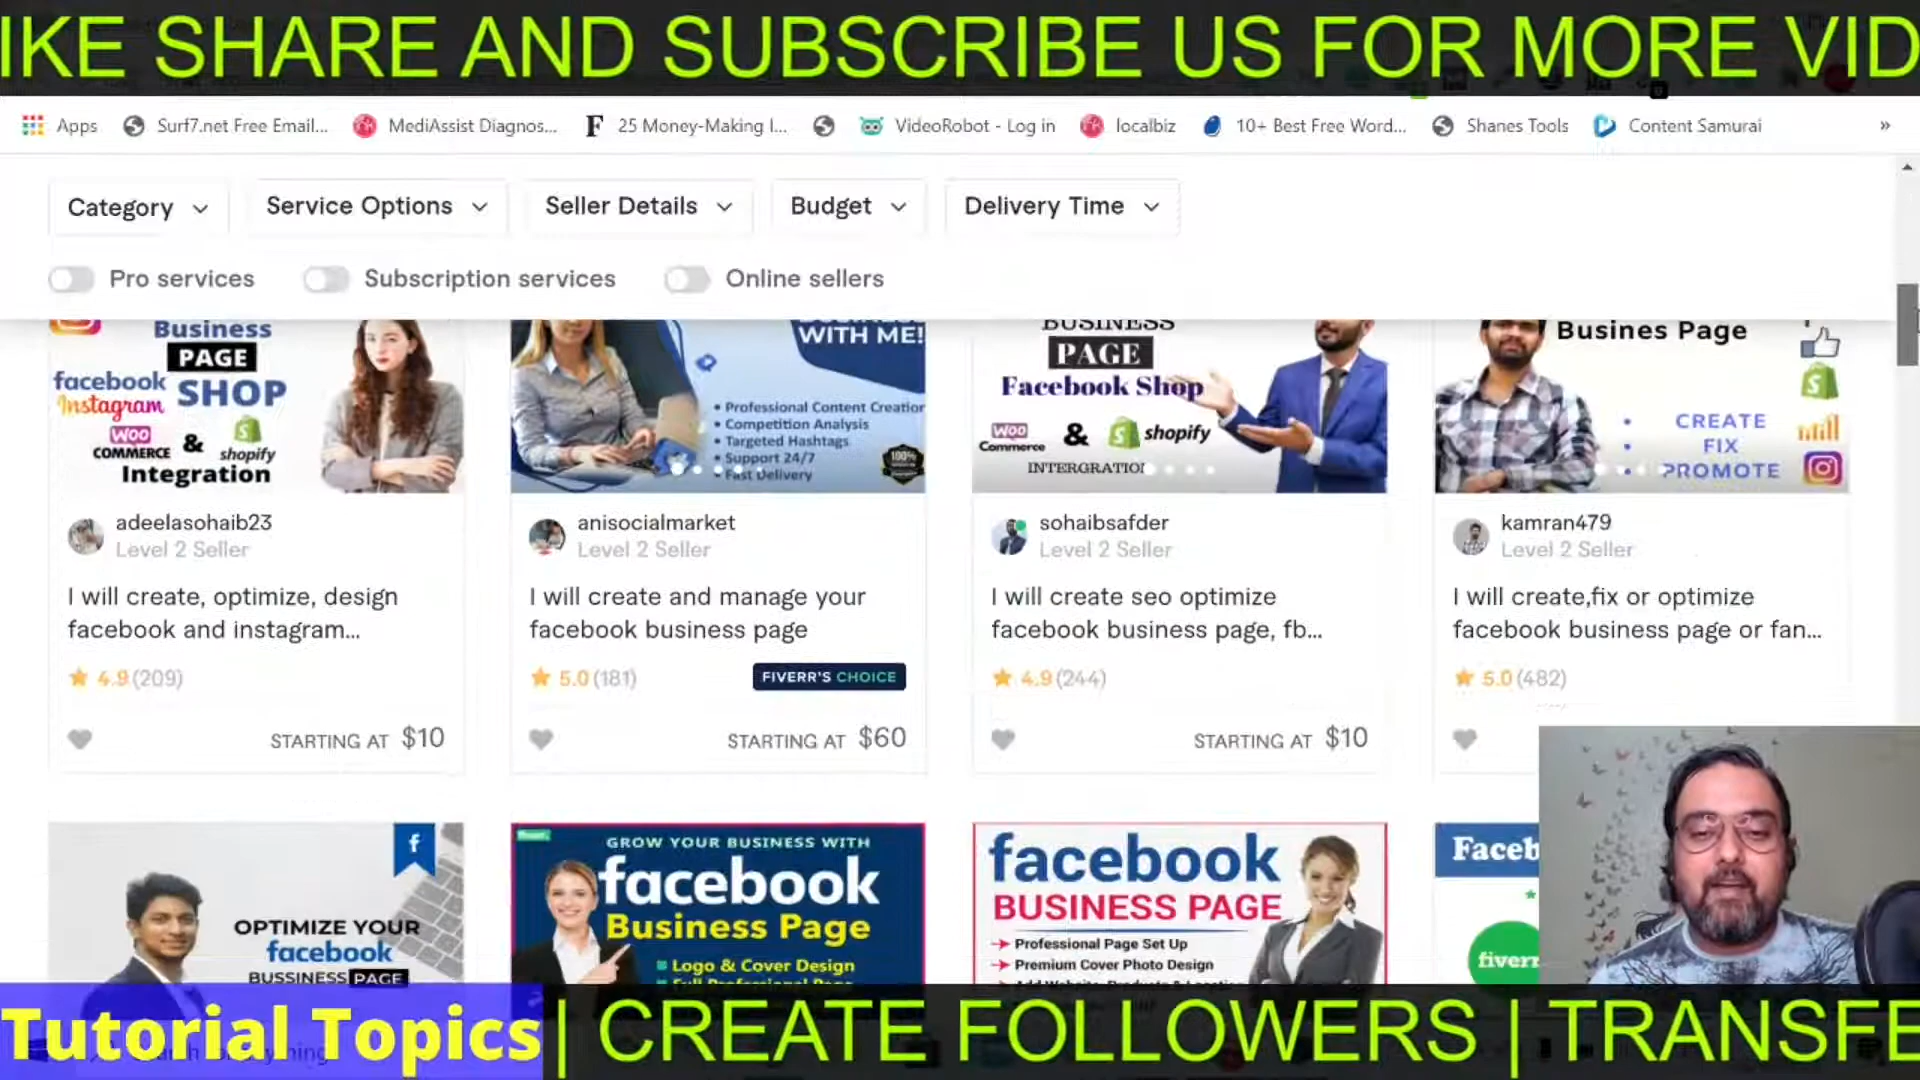 IKE SHARE AND SUBSCRIBE US FOR MORE VID
Apps
Surf7.net Free Email...
MediAssist Diagnos...
25 Money-Making I...
VideoRobot - Log in
localbiz
10+ Best Free Word...
Shanes Tools
Content Samurai
»
Category
Service Options
Seller Details
Budget
Delivery Time
Pro services
Subscription services
Online sellers
Business
PAGE
facebook
SHOP
Instagram
WOO
COMMERCE
&
shopify
Integration
WITH ME!
• Professional Content Creation
• Competition Analysis
• Targeted Hashtags
• Support 24/7
• Fast Delivery
100%
BUSINESS
PAGE
Facebook Shop
WOO
Commerce
&
shopify
INTERGRATION
Busines Page
• CREATE
• FIX
• PROMOTE
adeelasohaib23
Level 2 Seller
I will create, optimize, design
facebook and instagram...
4.9 (209)
STARTING AT $10
anisocialmarket
Level 2 Seller
I will create and manage your
facebook business page
5.0 (181)
FIVERR'S CHOICE
STARTING AT $60
sohaibsafder
Level 2 Seller
I will create seo optimize
facebook business page, fb...
4.9 (244)
STARTING AT $10
kamran479
Level 2 Seller
I will create,fix or optimize
facebook business page or fan...
5.0 (482)
f
OPTIMIZE YOUR
facebook
BUSSINESS PAGE
GROW YOUR BUSINESS WITH
facebook
Business Page
Logo & Cover Design
facebook
BUSINESS PAGE
Professional Page Set Up
Premium Cover Photo Design
Faceb
fiverr
Tutorial Topics | CREATE FOLLOWERS | TRANSFE